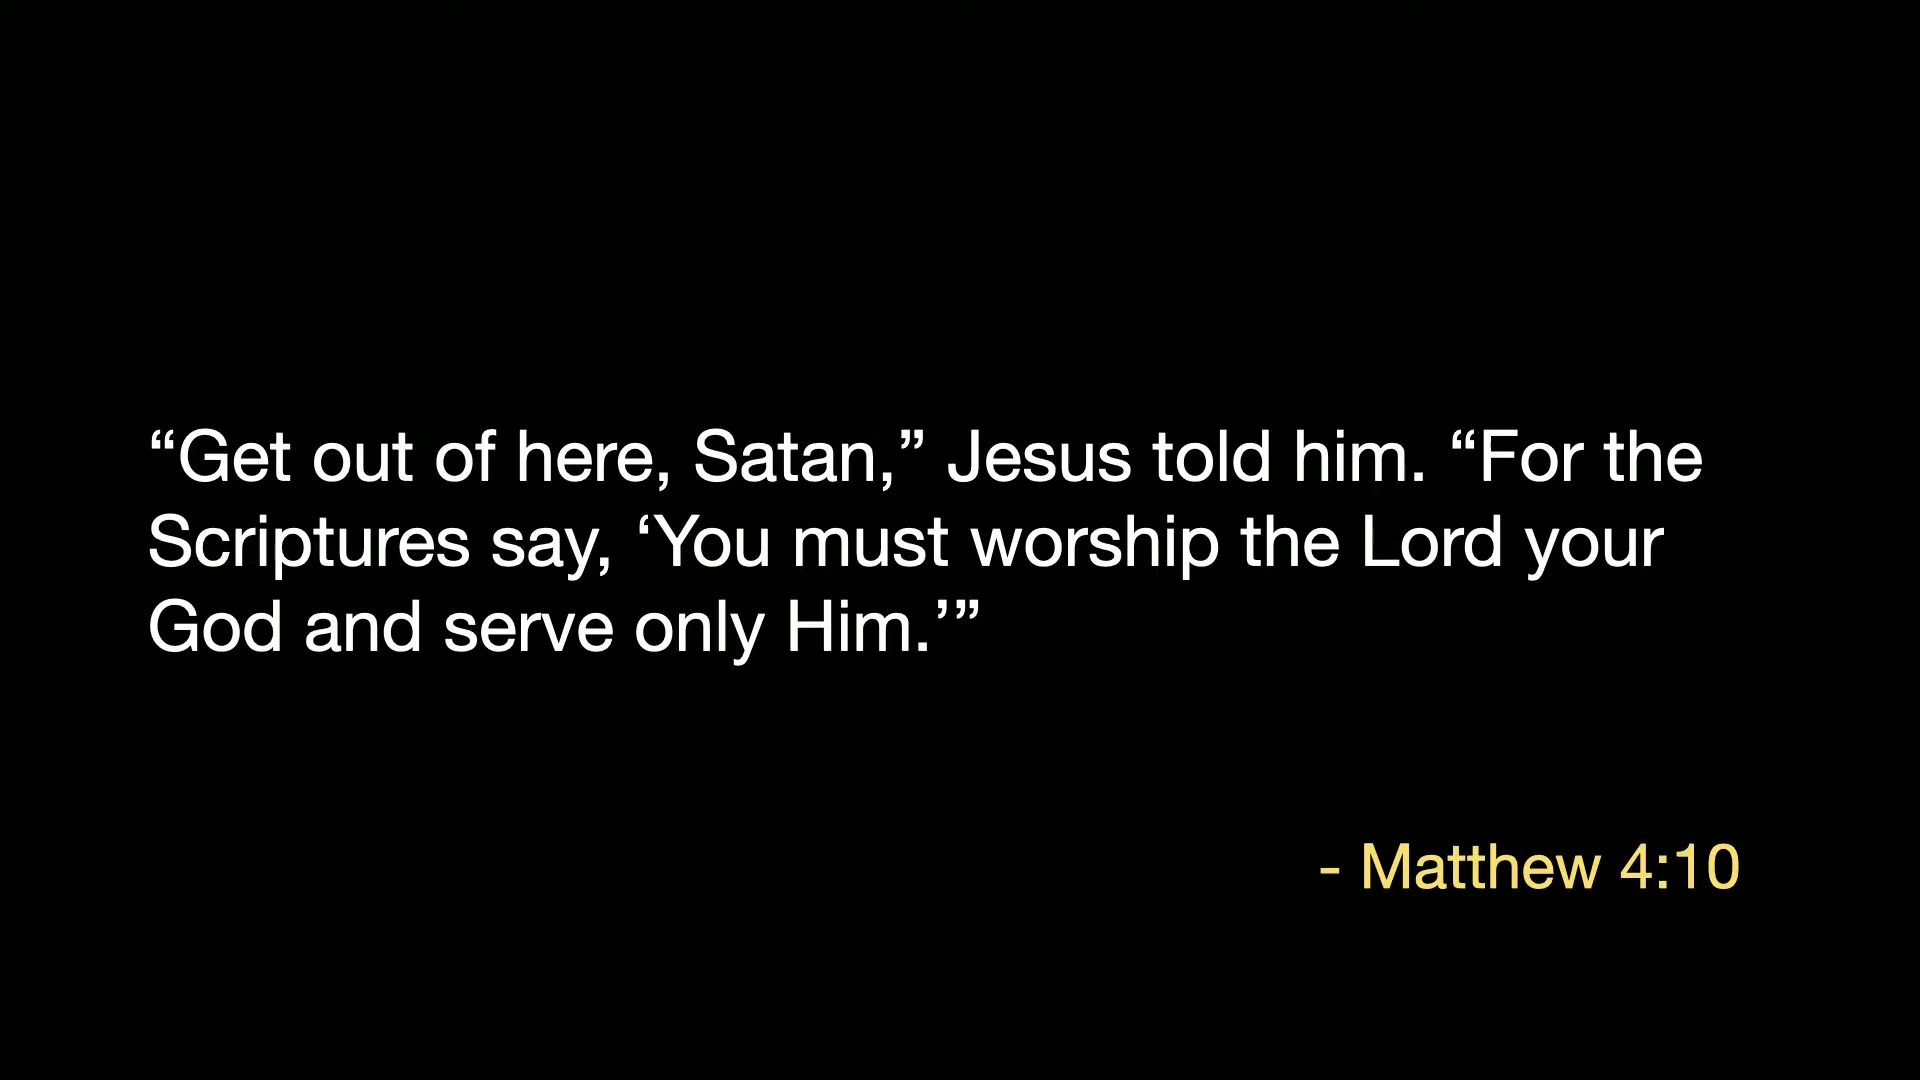 “Get out of here, Satan,” Jesus told him. “For the
Scriptures say, ‘You must worship the Lord your
God and serve only Him.’”
- Matthew 4:10